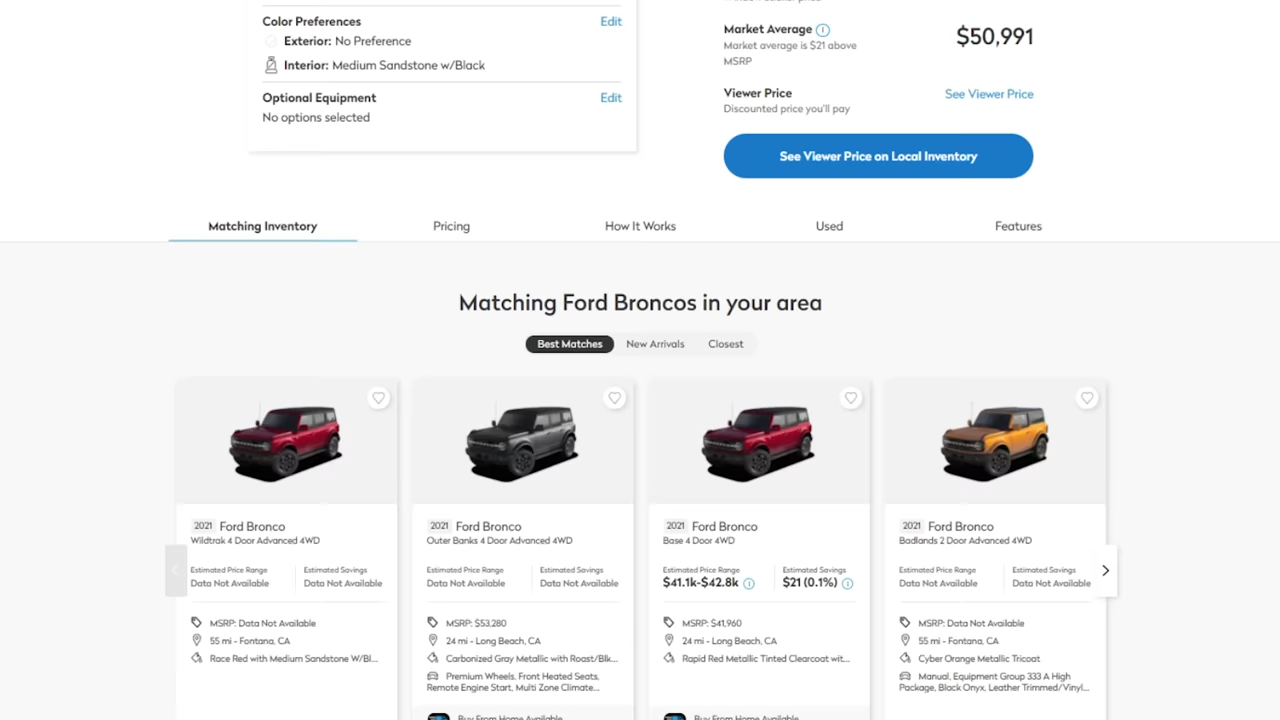 Color Preferences Edit
Exterior: No Preference
Interior: Medium Sandstone w/Black
Optional Equipment Edit
No options selected
Market Average
Market average is $21 above
MSRP
$50,991
Viewer Price
Discounted price you'll pay
See Viewer Price
See Viewer Price on Local Inventory
Matching Inventory Pricing How It Works Used Features
Matching Ford Broncos in your area
Best Matches New Arrivals Closest
2021 Ford Bronco
Wildtrak 4 Door Advanced 4WD
Estimated Price Range Estimated Savings
Data Not Available Data Not Available
MSRP: Data Not Available
55 mi - Fontana, CA
Race Red with Medium Sandstone W/Bl...
2021 Ford Bronco
Outer Banks 4 Door Advanced 4WD
Estimated Price Range Estimated Savings
Data Not Available Data Not Available
MSRP: $53,280
24 mi - Long Beach, CA
Carbonized Gray Metallic with Roast/Blk...
Premium Wheels, Front Heated Seats,
Remote Engine Start, Multi Zone Climate...
Buy From Home Available
2021 Ford Bronco
Base 4 Door 4WD
Estimated Price Range Estimated Savings
$41.1k-$42.8k $21 (0.1%)
MSRP: $41,960
24 mi - Long Beach, CA
Rapid Red Metallic Tinted Clearcoat wit...
Buy From Home Available
2021 Ford Bronco
Badlands 2 Door Advanced 4WD
Estimated Price Range Estimated Savings
Data Not Available Data Not Available
MSRP: Data Not Available
55 mi - Fontana, CA
Cyber Orange Metallic Tricoat
Manual, Equipment Group 333 A High
Package, Black Onyx, Leather Trimmed/Vinyl...